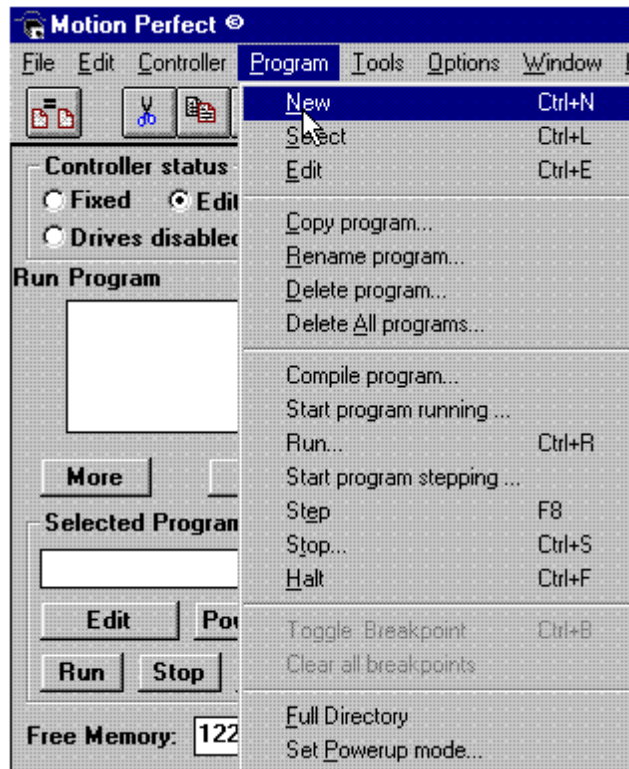 Motion Perfect ©
File Edit Controller Program Tools Options Window
New Ctrl+N
Select Ctrl+L
Edit Ctrl+E
Copy program...
Rename program...
Delete program...
Delete All programs...
Compile program...
Start program running ...
Run... Ctrl+R
Start program stepping ...
Step F8
Stop... Ctrl+S
Halt Ctrl+F
Toggle Breakpoint Ctrl+B
Clear all breakpoints
Full Directory
Set Powerup mode...
Controller status
Fixed Edit
Drives disabled
Run Program
More
Selected Program
Edit Pow
Run Stop
Free Memory: 122